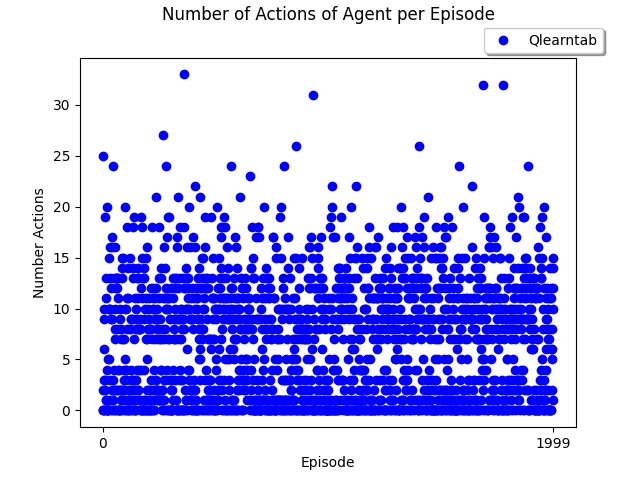 Number of Actions of Agent per Episode
Qlearntab
Number Actions
30
25
20
15
10
5
0
0 1999
Episode